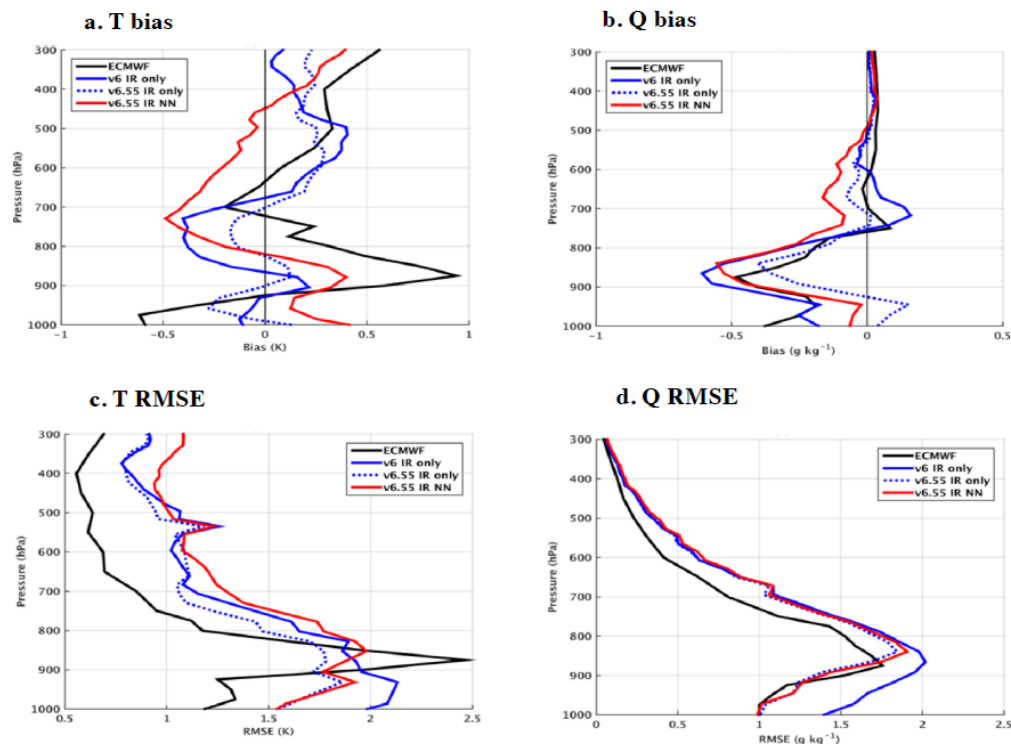 a. T bias
300
400
500
600
700
800
900
1000
Pressure (hPa)
ECMWF
v6 IR only
v6.55 IR only
v6.55 IR NN
-1
-0.5
0
0.5
1
Bias (K)
b. Q bias
300
400
500
600
700
800
900
1000
Pressure (hPa)
ECMWF
v6 IR only
v6.55 IR only
v6.55 IR NN
-1
-0.5
0
0.5
Bias (g kg⁻¹)
c. T RMSE
300
400
500
600
700
800
900
1000
Pressure (hPa)
ECMWF
v6 IR only
v6.55 IR only
v6.55 IR NN
0.5
1
1.5
2
2.5
RMSE (K)
d. Q RMSE
300
400
500
600
700
800
900
1000
Pressure (hPa)
ECMWF
v6 IR only
v6.55 IR only
v6.55 IR NN
0
0.5
1
1.5
2
2.5
RMSE (g kg⁻¹)